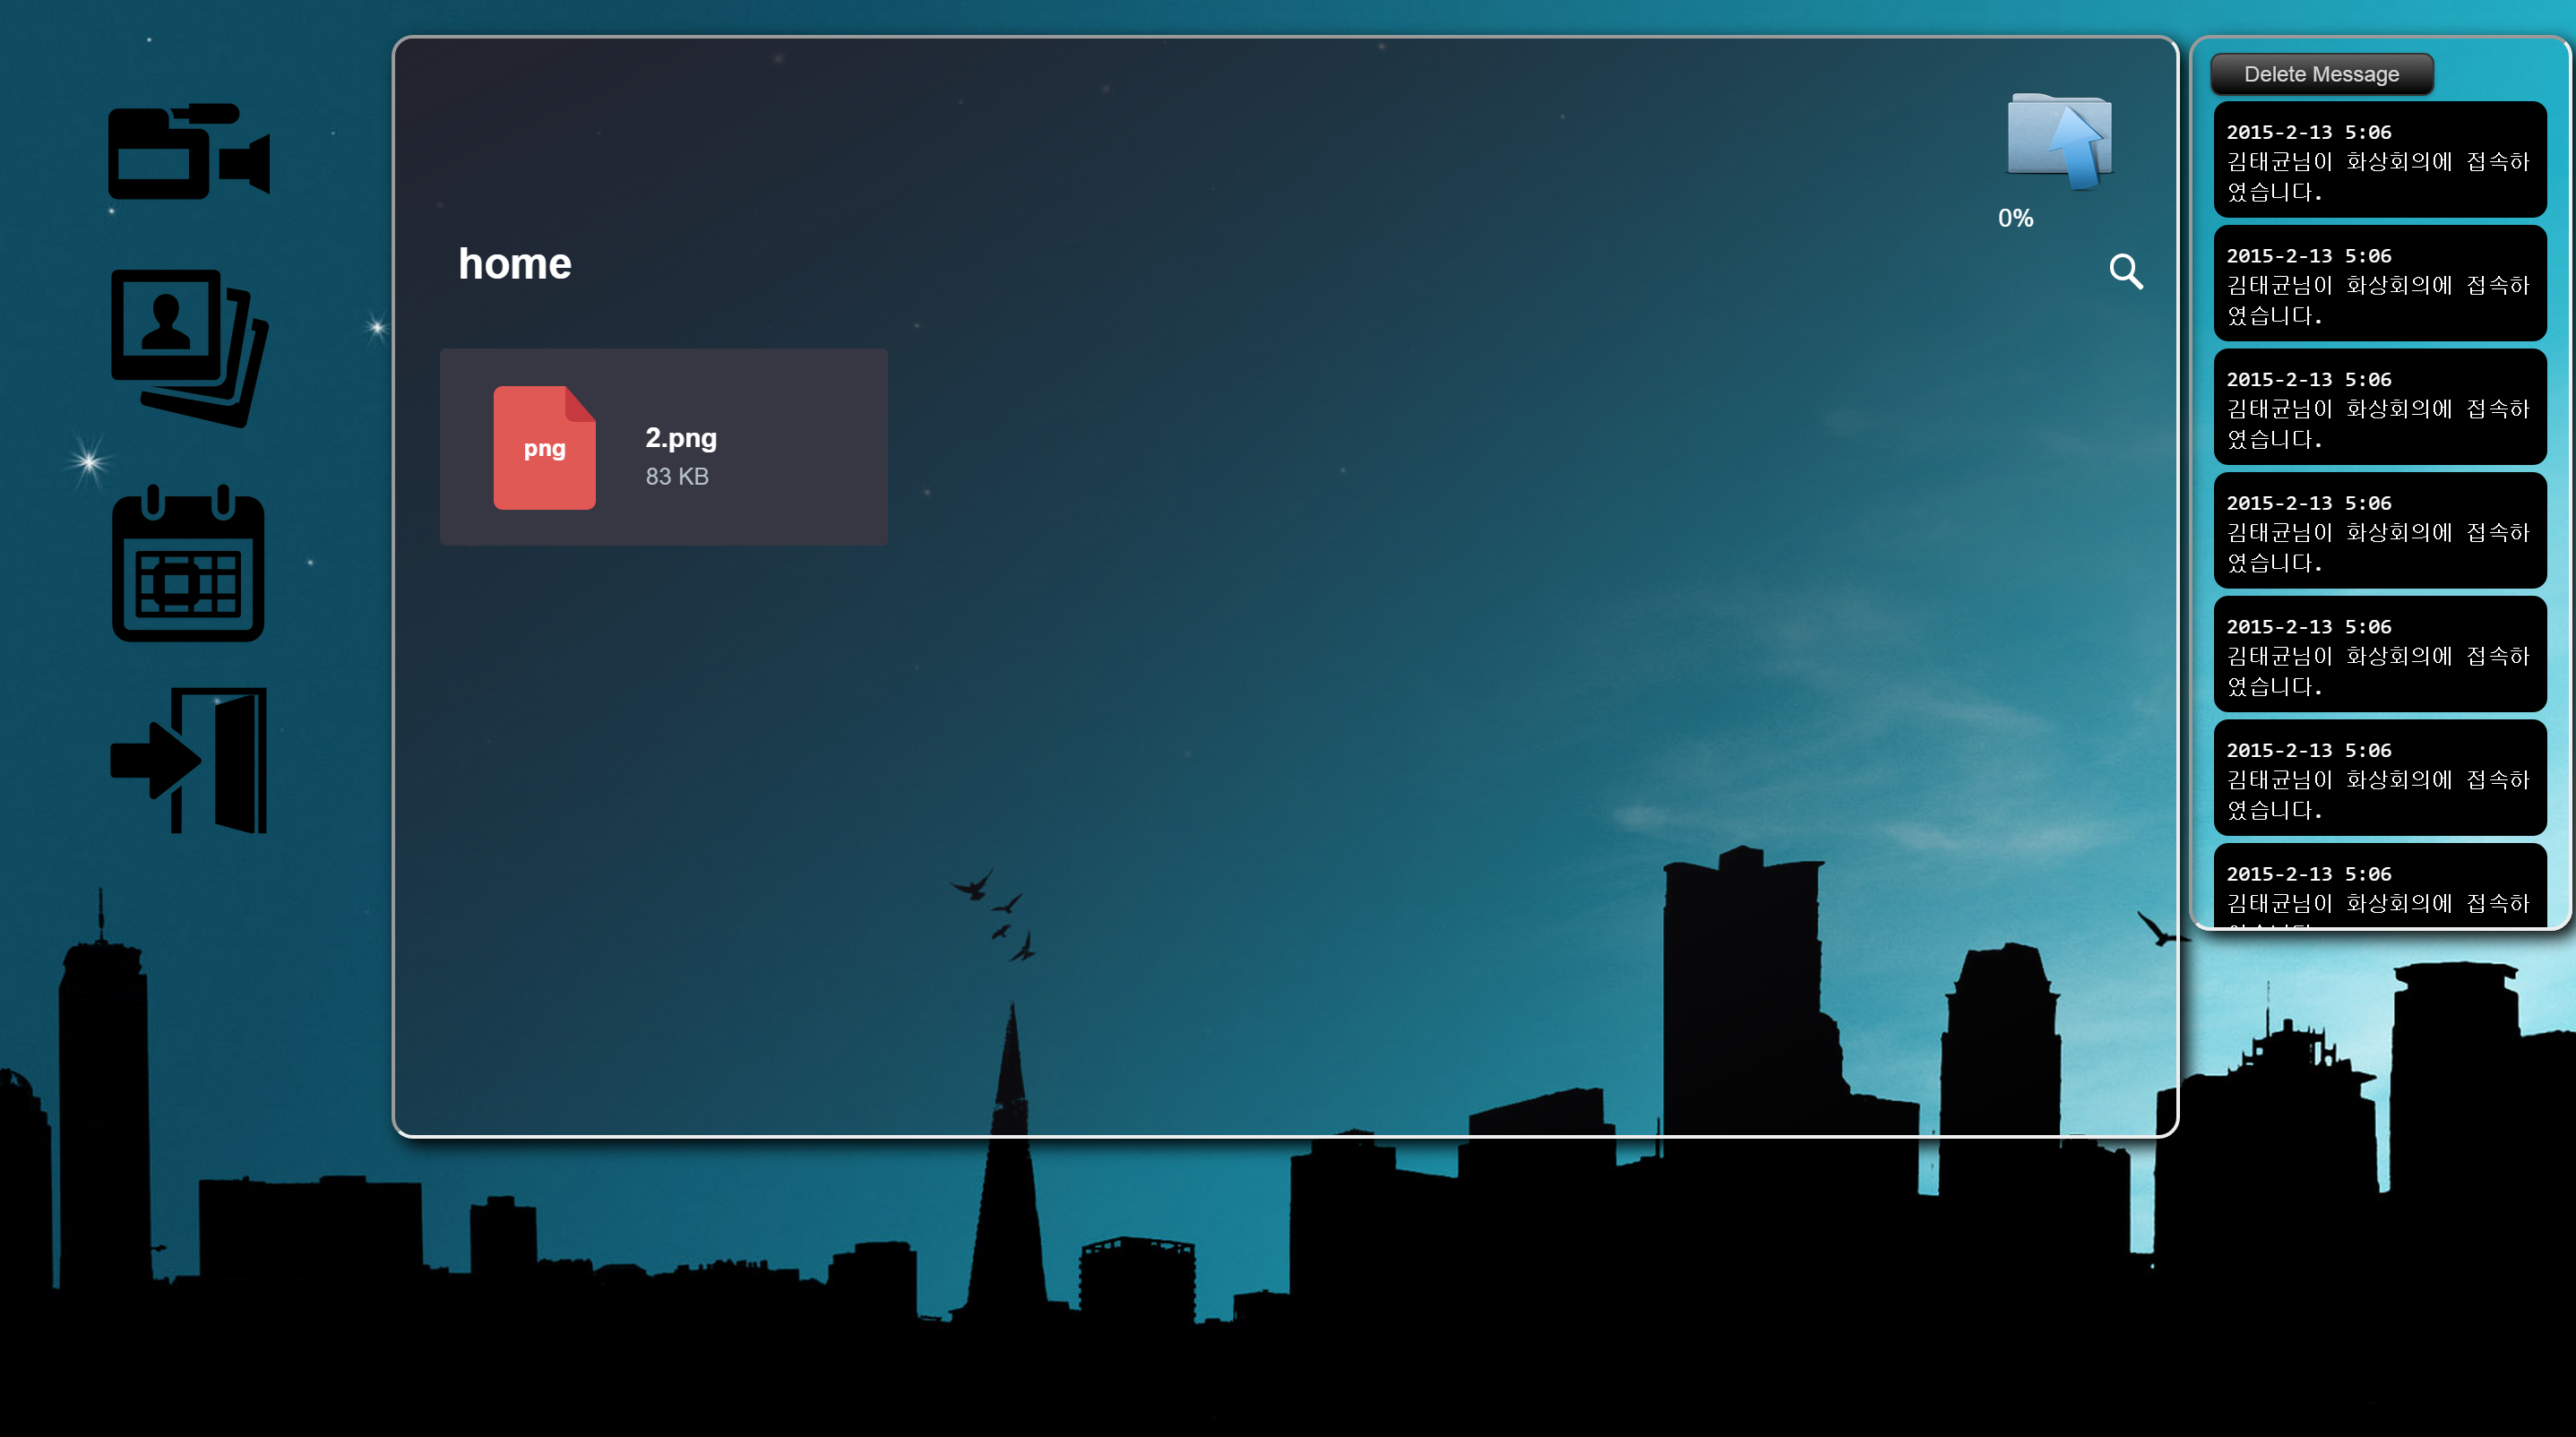 0%
home
png
2.png
83 KB
Delete Message
2015-2-13 5:06
김태균님이 화상회의에 접속하
였습니다.
2015-2-13 5:06
김태균님이 화상회의에 접속하
였습니다.
2015-2-13 5:06
김태균님이 화상회의에 접속하
였습니다.
2015-2-13 5:06
김태균님이 화상회의에 접속하
였습니다.
2015-2-13 5:06
김태균님이 화상회의에 접속하
였습니다.
2015-2-13 5:06
김태균님이 화상회의에 접속하
였습니다.
2015-2-13 5:06
김태균님이 화상회의에 접속하